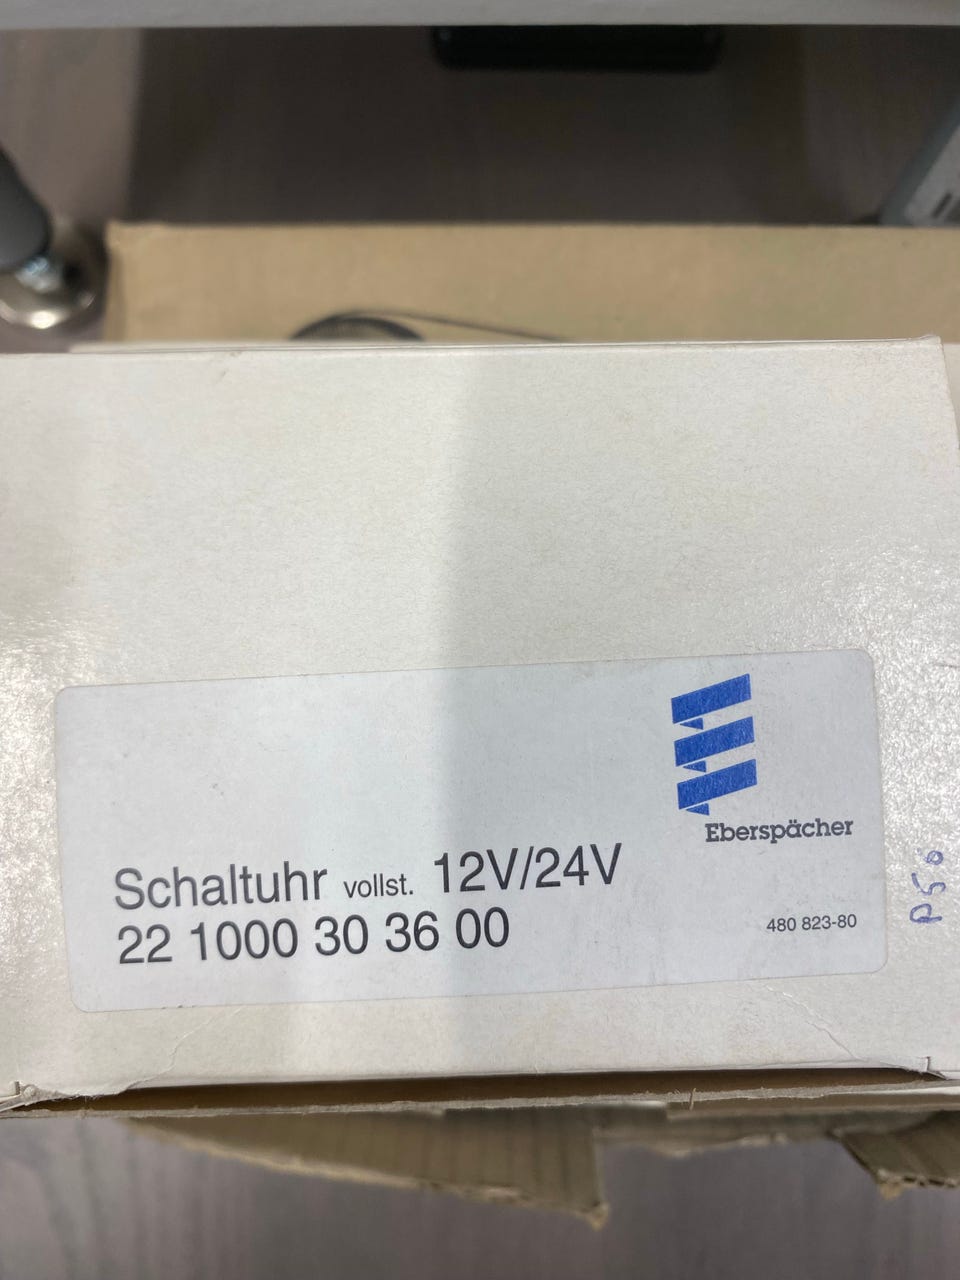 Eberspächer
Schaltuhr vollst. 12V/24V
22 1000 30 36 00
480 823-80